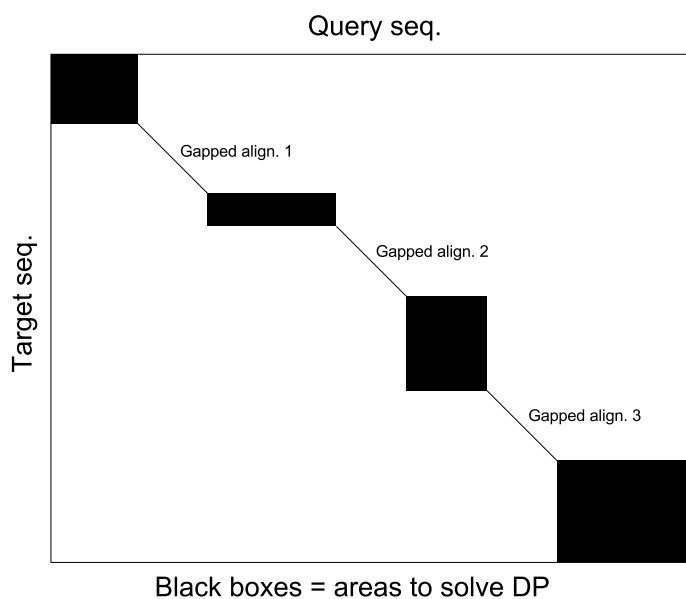 Query seq.
Gapped align. 1
Gapped align. 2
Target seq.
Gapped align. 3
Black boxes = areas to solve DP